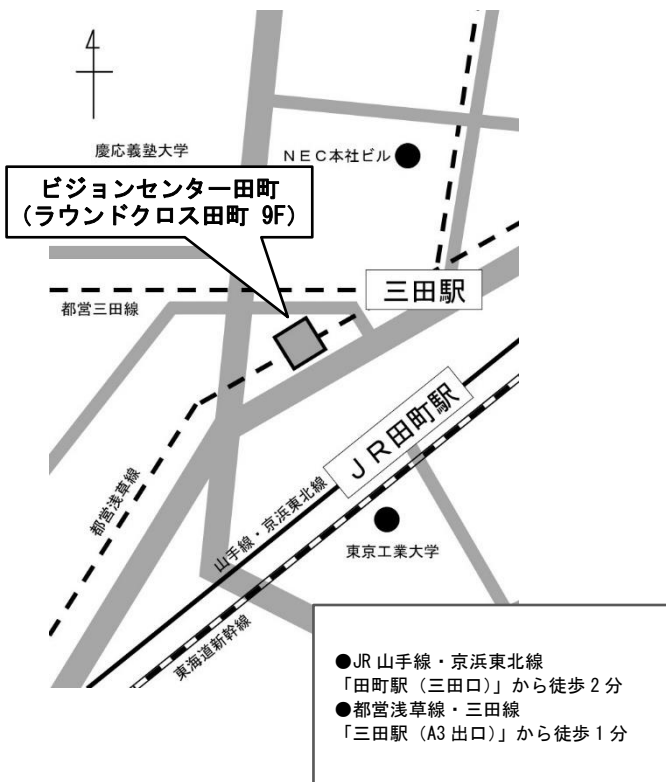 慶応義塾大学
NEC本社ビル
ビジョンセンター田町
(ラウンドクロス田町 9F)
三田駅
都営三田線
JR田町駅
都営浅草線
山手線・京浜東北線
東京工業大学
東海道新幹線
●JR 山手線・京浜東北線
「田町駅(三田口)」から徒歩 2 分
●都営浅草線・三田線
「三田駅(A3 出口)」から徒歩 1 分